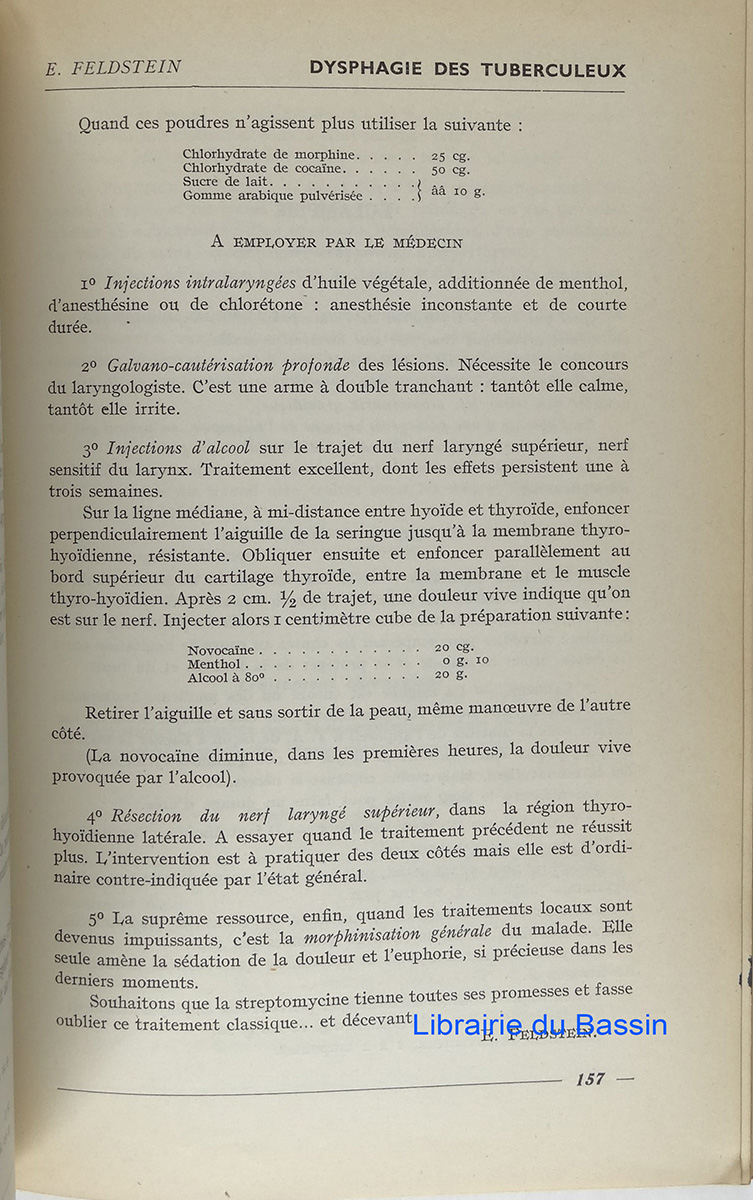 E. FELDSTEIN DYSPHAGIE DES TUBERCULEUX
Quand ces poudres n'agissent plus utiliser la suivante :
Chlorhydrate de morphine. . . . . 25 cg.
Chlorhydrate de cocaïne. . . . . . 50 cg.
Sucre de lait. . . . . . . . . . . }
Gomme arabique pulvérisée . . . . } ââ 10 g.
A EMPLOYER PAR LE MÉDECIN
1º Injections intralaryngées d'huile végétale, additionnée de menthol,
d'anesthésine ou de chlorétone : anesthésie inconstante et de courte
durée.
2º Galvano-cautérisation profonde des lésions. Nécessite le concours
du laryngologiste. C'est une arme à double tranchant : tantôt elle calme,
tantôt elle irrite.
3º Injections d'alcool sur le trajet du nerf laryngé supérieur, nerf
sensitif du larynx. Traitement excellent, dont les effets persistent une à
trois semaines.
Sur la ligne médiane, à mi-distance entre hyoïde et thyroïde, enfoncer
perpendiculairement l'aiguille de la seringue jusqu'à la membrane thyro-
hyoïdienne, résistante. Obliquer ensuite et enfoncer parallèlement au
bord supérieur du cartilage thyroïde, entre la membrane et le muscle
thyro-hyoïdien. Après 2 cm. ½ de trajet, une douleur vive indique qu'on
est sur le nerf. Injecter alors 1 centimètre cube de la préparation suivante :
Novocaïne . . . . . . . . . . . . 20 cg.
Menthol . . . . . . . . . . . . . 0 g. 10
Alcool à 80º . . . . . . . . . . . 20 g.
Retirer l'aiguille et sans sortir de la peau, même manœuvre de l'autre
côté.
(La novocaïne diminue, dans les premières heures, la douleur vive
provoquée par l'alcool).
4º Résection du nerf laryngé supérieur, dans la région thyro-
hyoïdienne latérale. A essayer quand le traitement précédent ne réussit
plus. L'intervention est à pratiquer des deux côtés mais elle est d'ordi-
naire contre-indiquée par l'état général.
5º La suprême ressource, enfin, quand les traitements locaux sont
devenus impuissants, c'est la morphinisation générale du malade. Elle
seule amène la sédation de la douleur et l'euphorie, si précieuse dans les
derniers moments.
Souhaitons que la streptomycine tienne toutes ses promesses et fasse
oublier ce traitement classique... et décevant
Librairie du Bassin
E. FELDSTEIN.
157 —